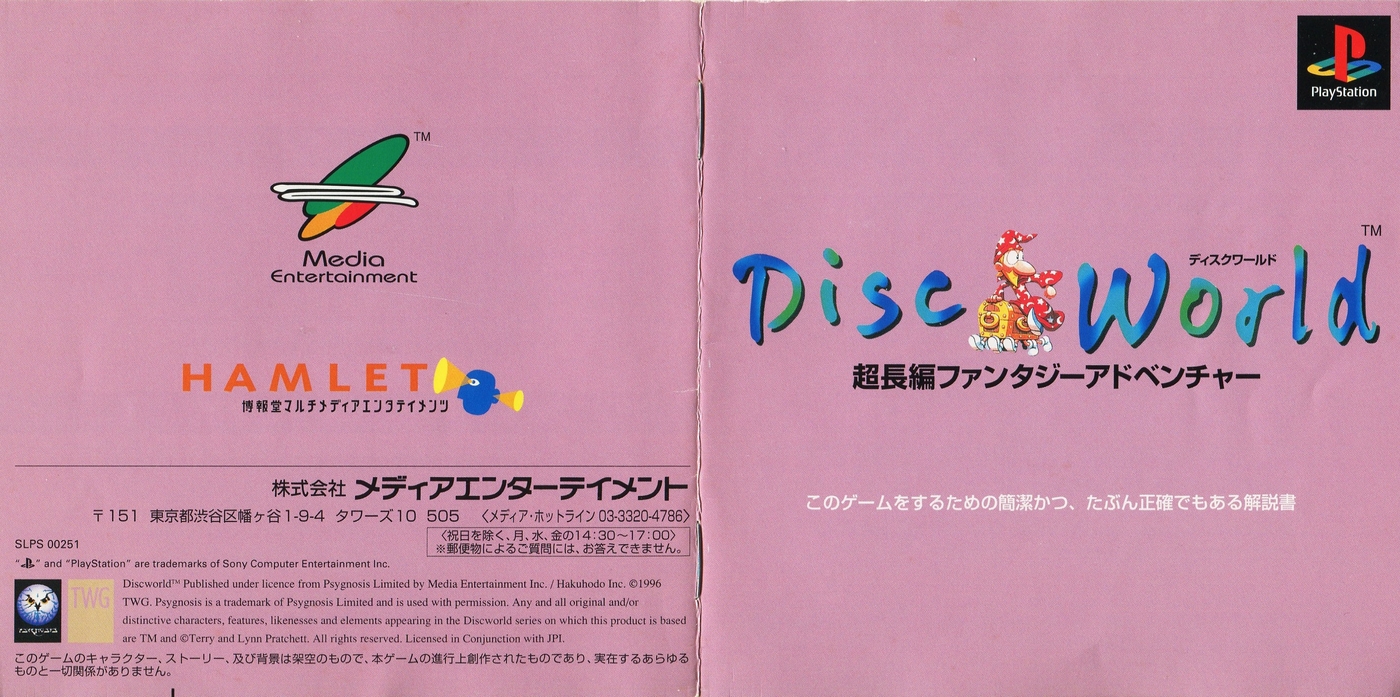 TM
Media
Entertainment
HAMLET
博報堂マルチメディアエンタテイメンツ
株式会社 メディアエンターテイメント
〒151 東京都渋谷区幡ヶ谷1-9-4 タワーズ10 505 〈メディア・ホットライン 03-3320-4786〉
〈祝日を除く、月、水、金の14:30〜17:00〉
※郵便物によるご質問には、お答えできません。
SLPS 00251
“ ” and “PlayStation” are trademarks of Sony Computer Entertainment Inc.
PSYGNOSIS
TWG
Discworld™ Published under licence from Psygnosis Limited by Media Entertainment Inc. / Hakuhodo Inc. ©1996
TWG. Psygnosis is a trademark of Psygnosis Limited and is used with permission. Any and all original and/or
distinctive characters, features, likenesses and elements appearing in the Discworld series on which this product is based
are TM and ©Terry and Lynn Pratchett. All rights reserved. Licensed in Conjunction with JPI.
このゲームのキャラクター、ストーリー、及び背景は架空のもので、本ゲームの進行上創作されたものであり、実在するあらゆる
ものと一切関係がありません。
PlayStation
TM
ディスクワールド
Disc World
超長編ファンタジーアドベンチャー
このゲームをするための簡潔かつ、たぶん正確でもある解説書